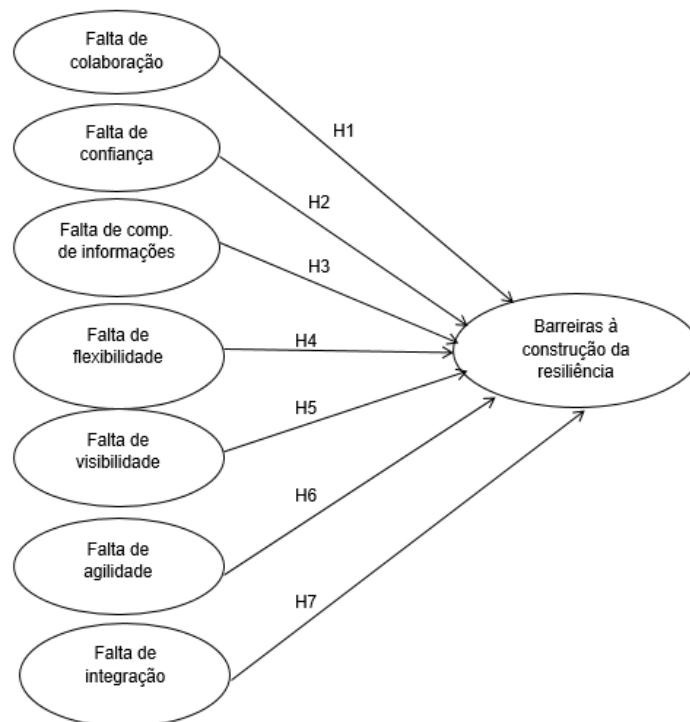 Falta de
colaboração
H1
Falta de
confiança
H2
Falta de comp.
de informações
H3
Falta de
flexibilidade
H4
Barreiras à
construção da
resiliência
Falta de
visibilidade
H5
Falta de
agilidade
H6
Falta de
integração
H7